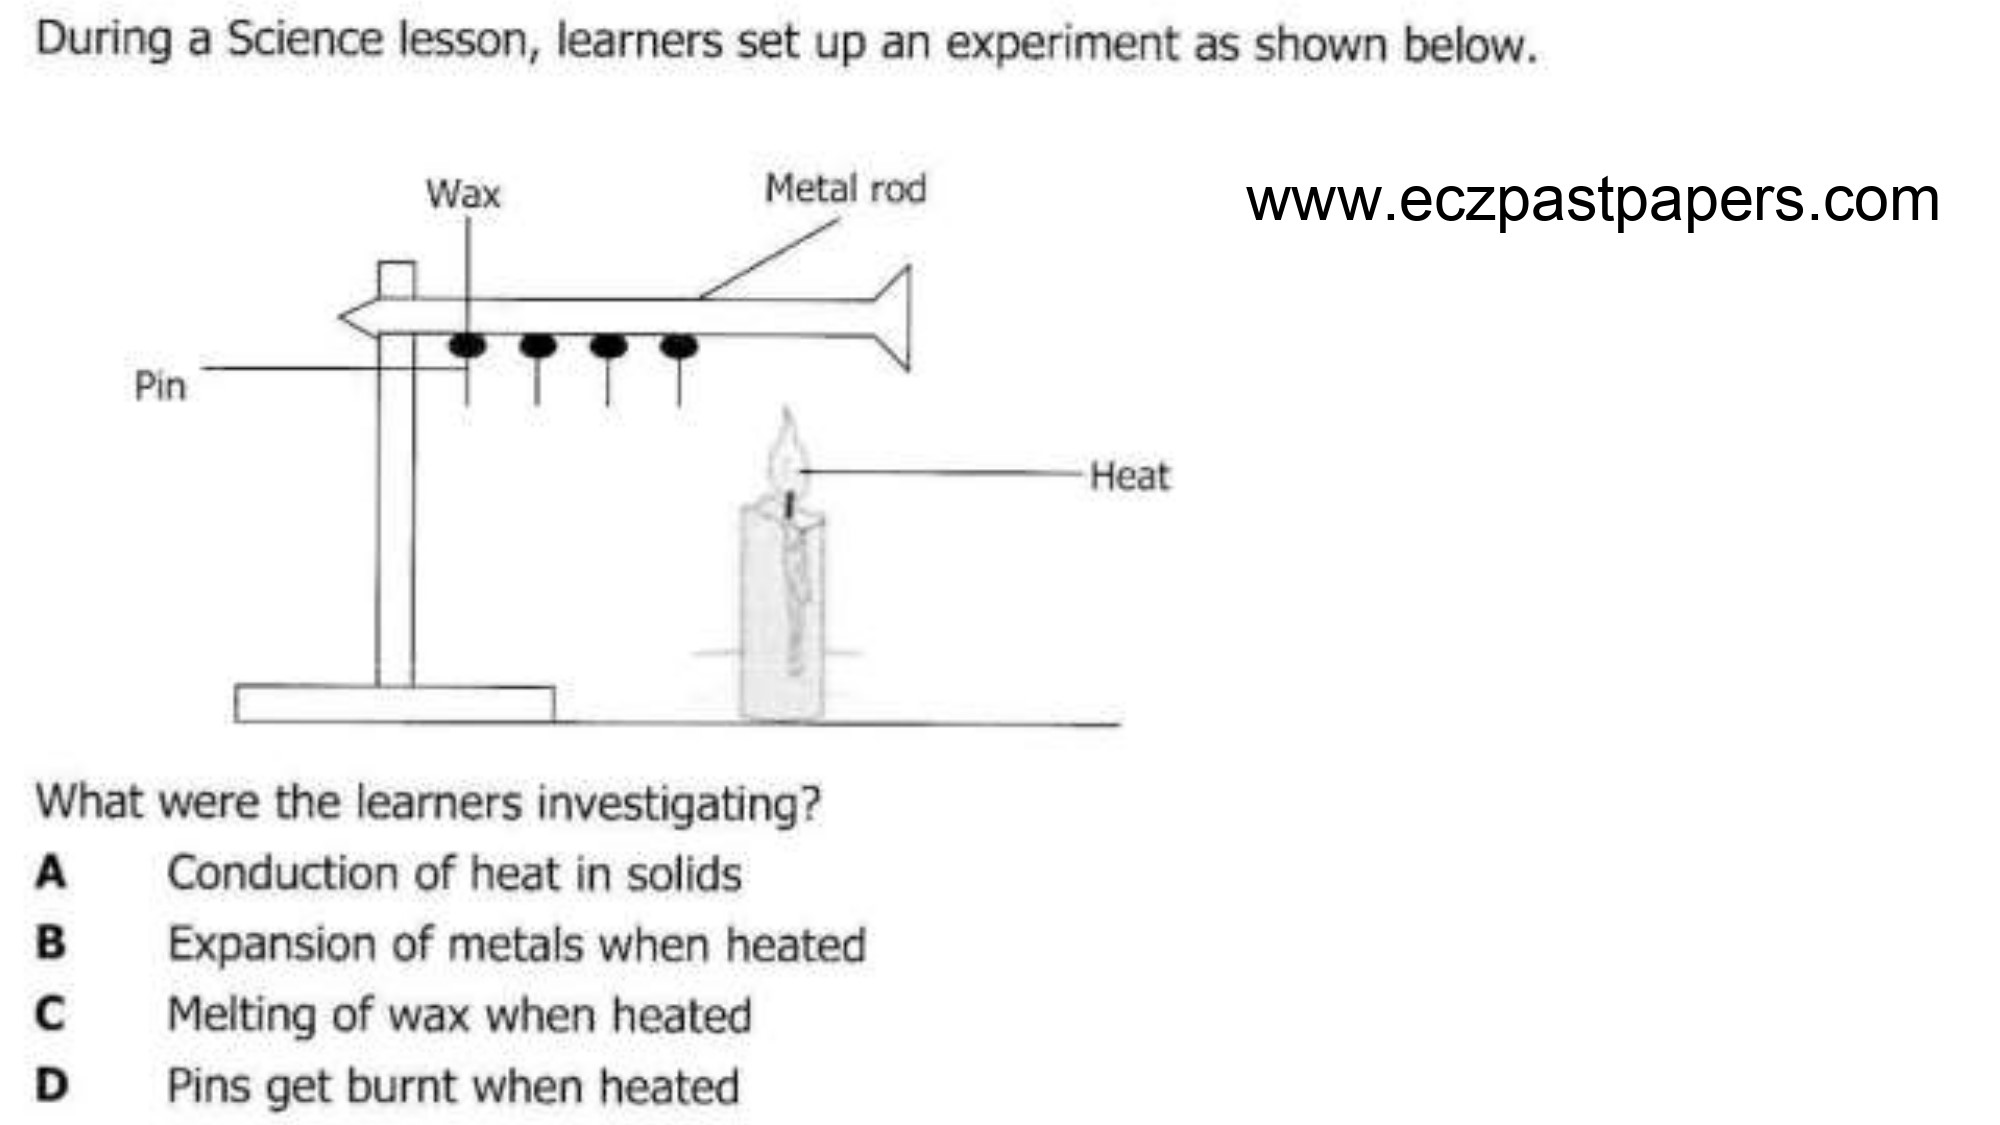 During a Science lesson, learners set up an experiment as shown below.
Wax
Metal rod
www.eczpastpapers.com
Pin
Heat
What were the learners investigating?
A Conduction of heat in solids
B Expansion of metals when heated
C Melting of wax when heated
D Pins get burnt when heated